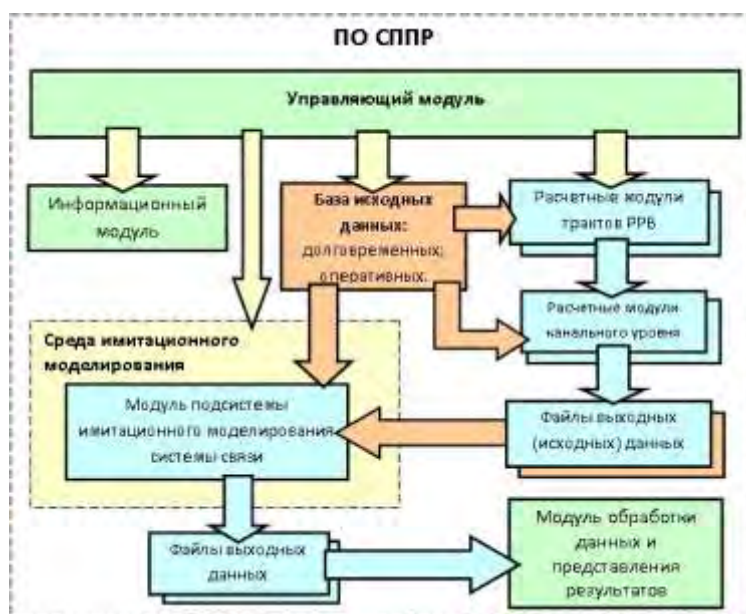 ПО СППР
Управляющий модуль
Информационный
модуль
База исходных
данных:
долговременных;
оперативных.
Расчетные модули
трактов РРВ
Расчетные модули
канального уровня
Среда имитационного
моделирования
Модуль подсистемы
имитационного моделирования
системы связи
Файлы выходных
(исходных) данных
Файлы выходных
данных
Модуль обработки
данных и
представления
результатов